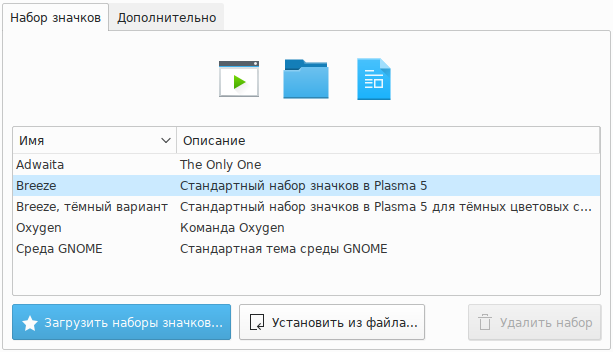 Набор значков Дополнительно
Имя Описание
Adwaita The Only One
Breeze Стандартный набор значков в Plasma 5
Breeze, тёмный вариант Стандартный набор значков в Plasma 5 для тёмных цветовых с...
Oxygen Команда Oxygen
Среда GNOME Стандартная тема среды GNOME
Загрузить наборы значков... Установить из файла... Удалить набор